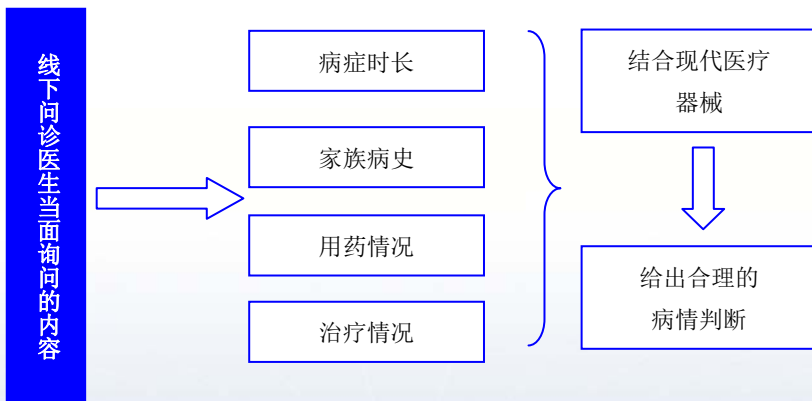 线下问诊医生当面询问的内容
病症时长
家族病史
用药情况
治疗情况
结合现代医疗
器械
给出合理的
病情判断